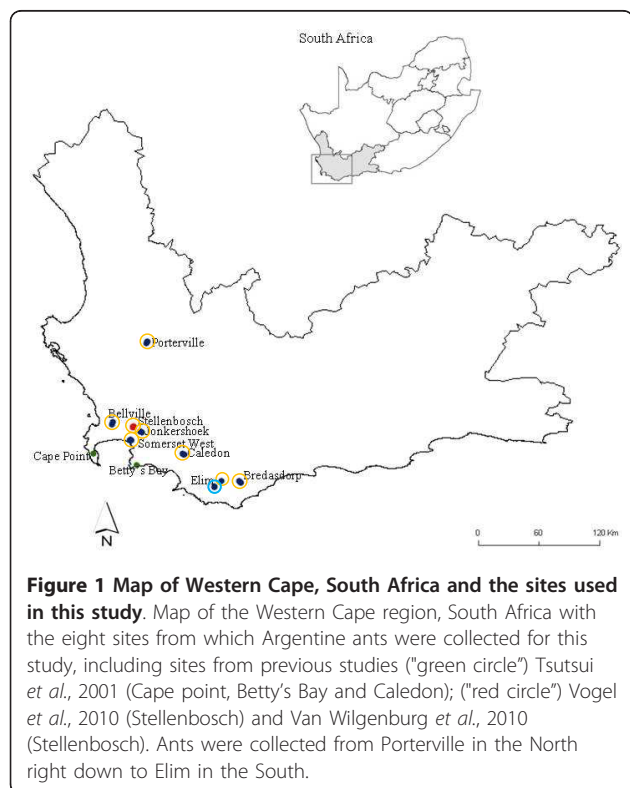 South Africa
Porterville
Bellville
Stellenbosch
Jonkershoek
Somerset West
Cape Point
Caledon
Betty's Bay
Elim
Bredasdorp
N
0 60 120 Km
Figure 1 Map of Western Cape, South Africa and the sites used
in this study. Map of the Western Cape region, South Africa with
the eight sites from which Argentine ants were collected for this
study, including sites from previous studies ("green circle") Tsutsui
et al., 2001 (Cape point, Betty's Bay and Caledon); ("red circle") Vogel
et al., 2010 (Stellenbosch) and Van Wilgenburg et al., 2010
(Stellenbosch). Ants were collected from Porterville in the North
right down to Elim in the South.